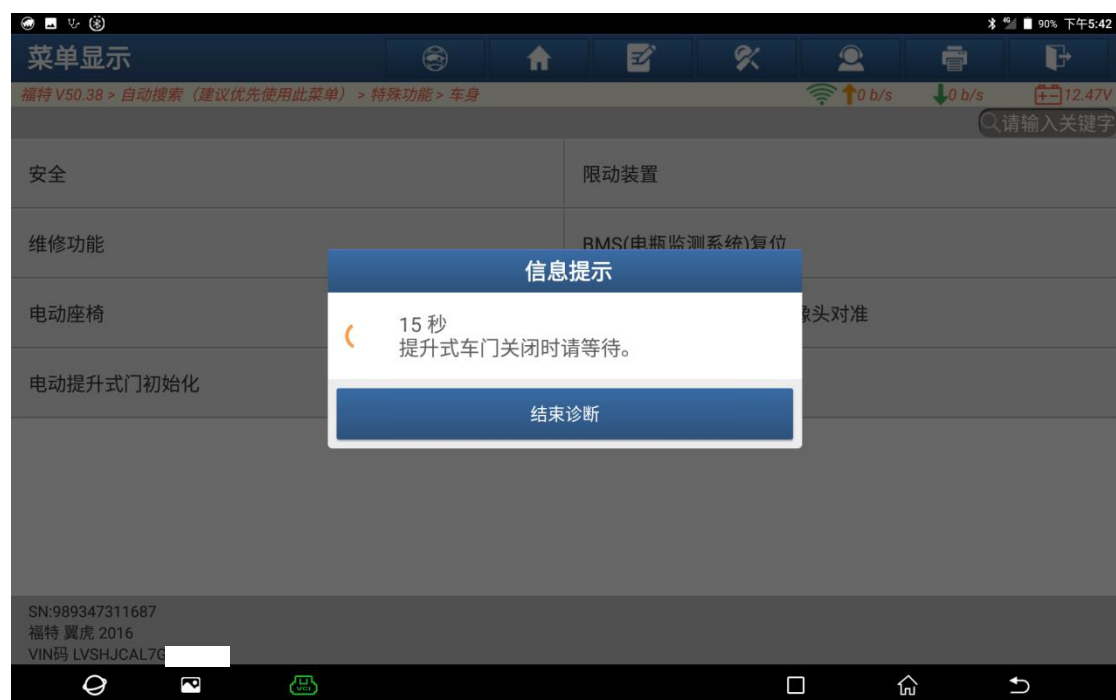 46 90% 下午5:42
菜单显示
福特 V50.38 > 自动搜索（建议优先使用此菜单） > 特殊功能 > 车身
0 b/s 0 b/s 12.47V
请输入关键字
安全
限动装置
维修功能
BMS(电瓶监测系统)复位
信息提示
电动座椅
像头对准
15 秒
提升式车门关闭时请等待。
电动提升式门初始化
结束诊断
SN:989347311687
福特 翼虎 2016
VIN码 LVSHJCAL7G
VCI